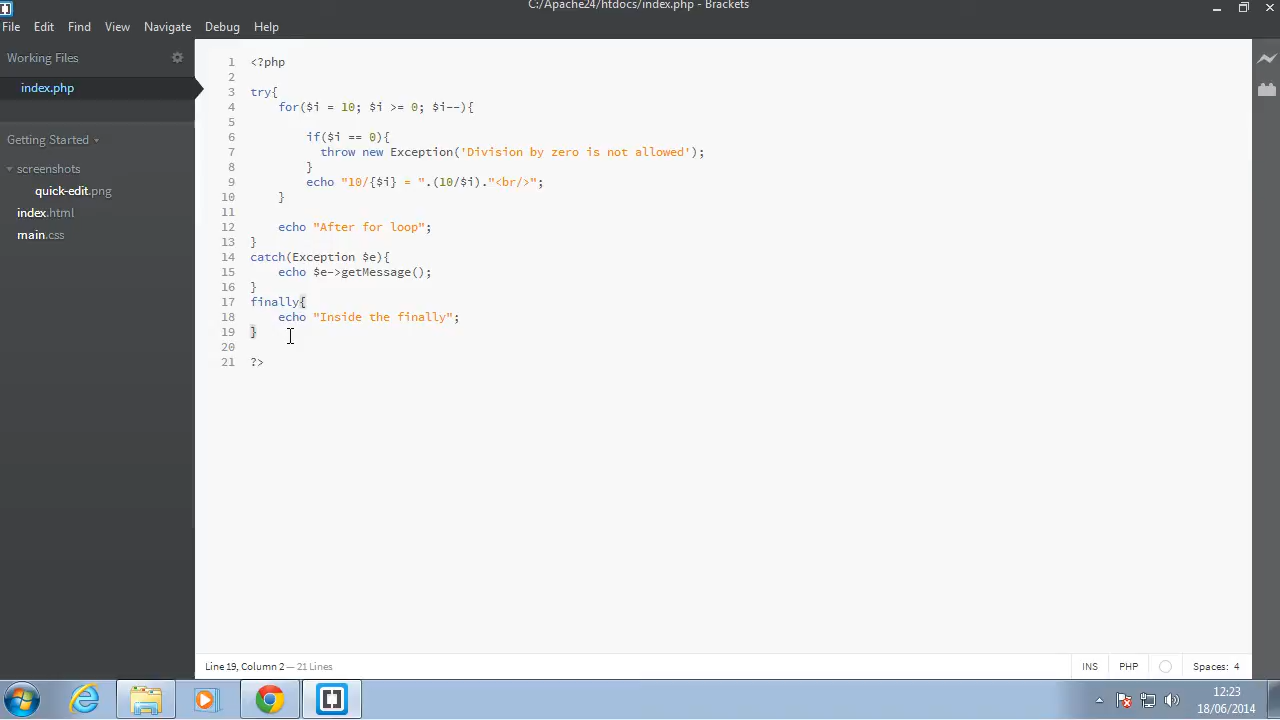 C:/Apache24/htdocs/index.php - Brackets
File Edit Find View Navigate Debug Help
Working Files
index.php
Getting Started
screenshots
quick-edit.png
index.html
main.css
1 <?php
2
3 try{
4 for($i = 10; $i >= 0; $i--){
5
6 if($i == 0){
7 throw new Exception('Division by zero is not allowed');
8 }
9 echo "10/{$i} = ".(10/$i)."<br/>";
10 }
11
12 echo "After for loop";
13 }
14 catch(Exception $e){
15 echo $e->getMessage();
16 }
17 finally{
18 echo "Inside the finally";
19 }
20
21 ?>
Line 19, Column 2 — 21 Lines
INS PHP Spaces: 4
12:23
18/06/2014